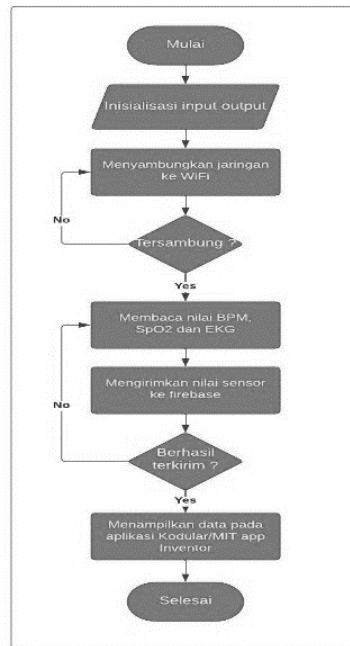 Mulai
Inisialisasi input output
Menyambungkan jaringan
ke WiFi
No
Tersambung ?
Yes
Membaca nilai BPM,
SpO2 dan EKG
Mengirimkan nilai sensor
ke firebase
No
Berhasil
terkirim ?
Yes
Menampilkan data pada
aplikasi Kodular/MIT app
Inventor
Selesai